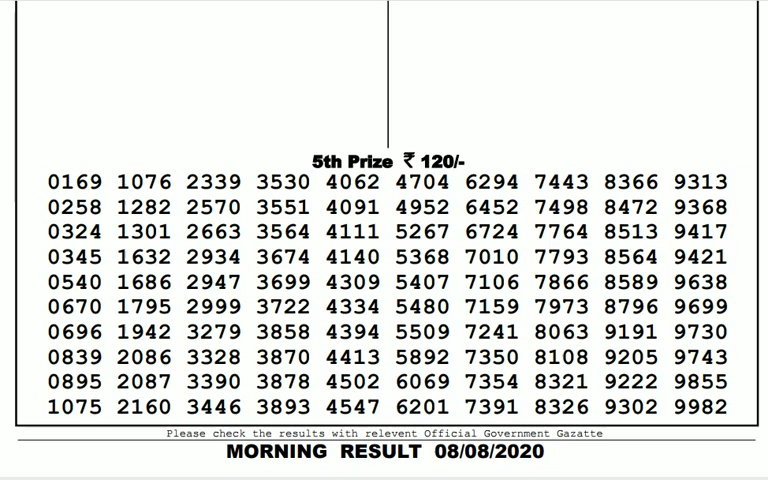 5th Prize ₹ 120/-
0169 1076 2339 3530 4062 4704 6294 7443 8366 9313
0258 1282 2570 3551 4091 4952 6452 7498 8472 9368
0324 1301 2663 3564 4111 5267 6724 7764 8513 9417
0345 1632 2934 3674 4140 5368 7010 7793 8564 9421
0540 1686 2947 3699 4309 5407 7106 7866 8589 9638
0670 1795 2999 3722 4334 5480 7159 7973 8796 9699
0696 1942 3279 3858 4394 5509 7241 8063 9191 9730
0839 2086 3328 3870 4413 5892 7350 8108 9205 9743
0895 2087 3390 3878 4502 6069 7354 8321 9222 9855
1075 2160 3446 3893 4547 6201 7391 8326 9302 9982
Please check the results with relevent Official Government Gazatte
MORNING RESULT 08/08/2020